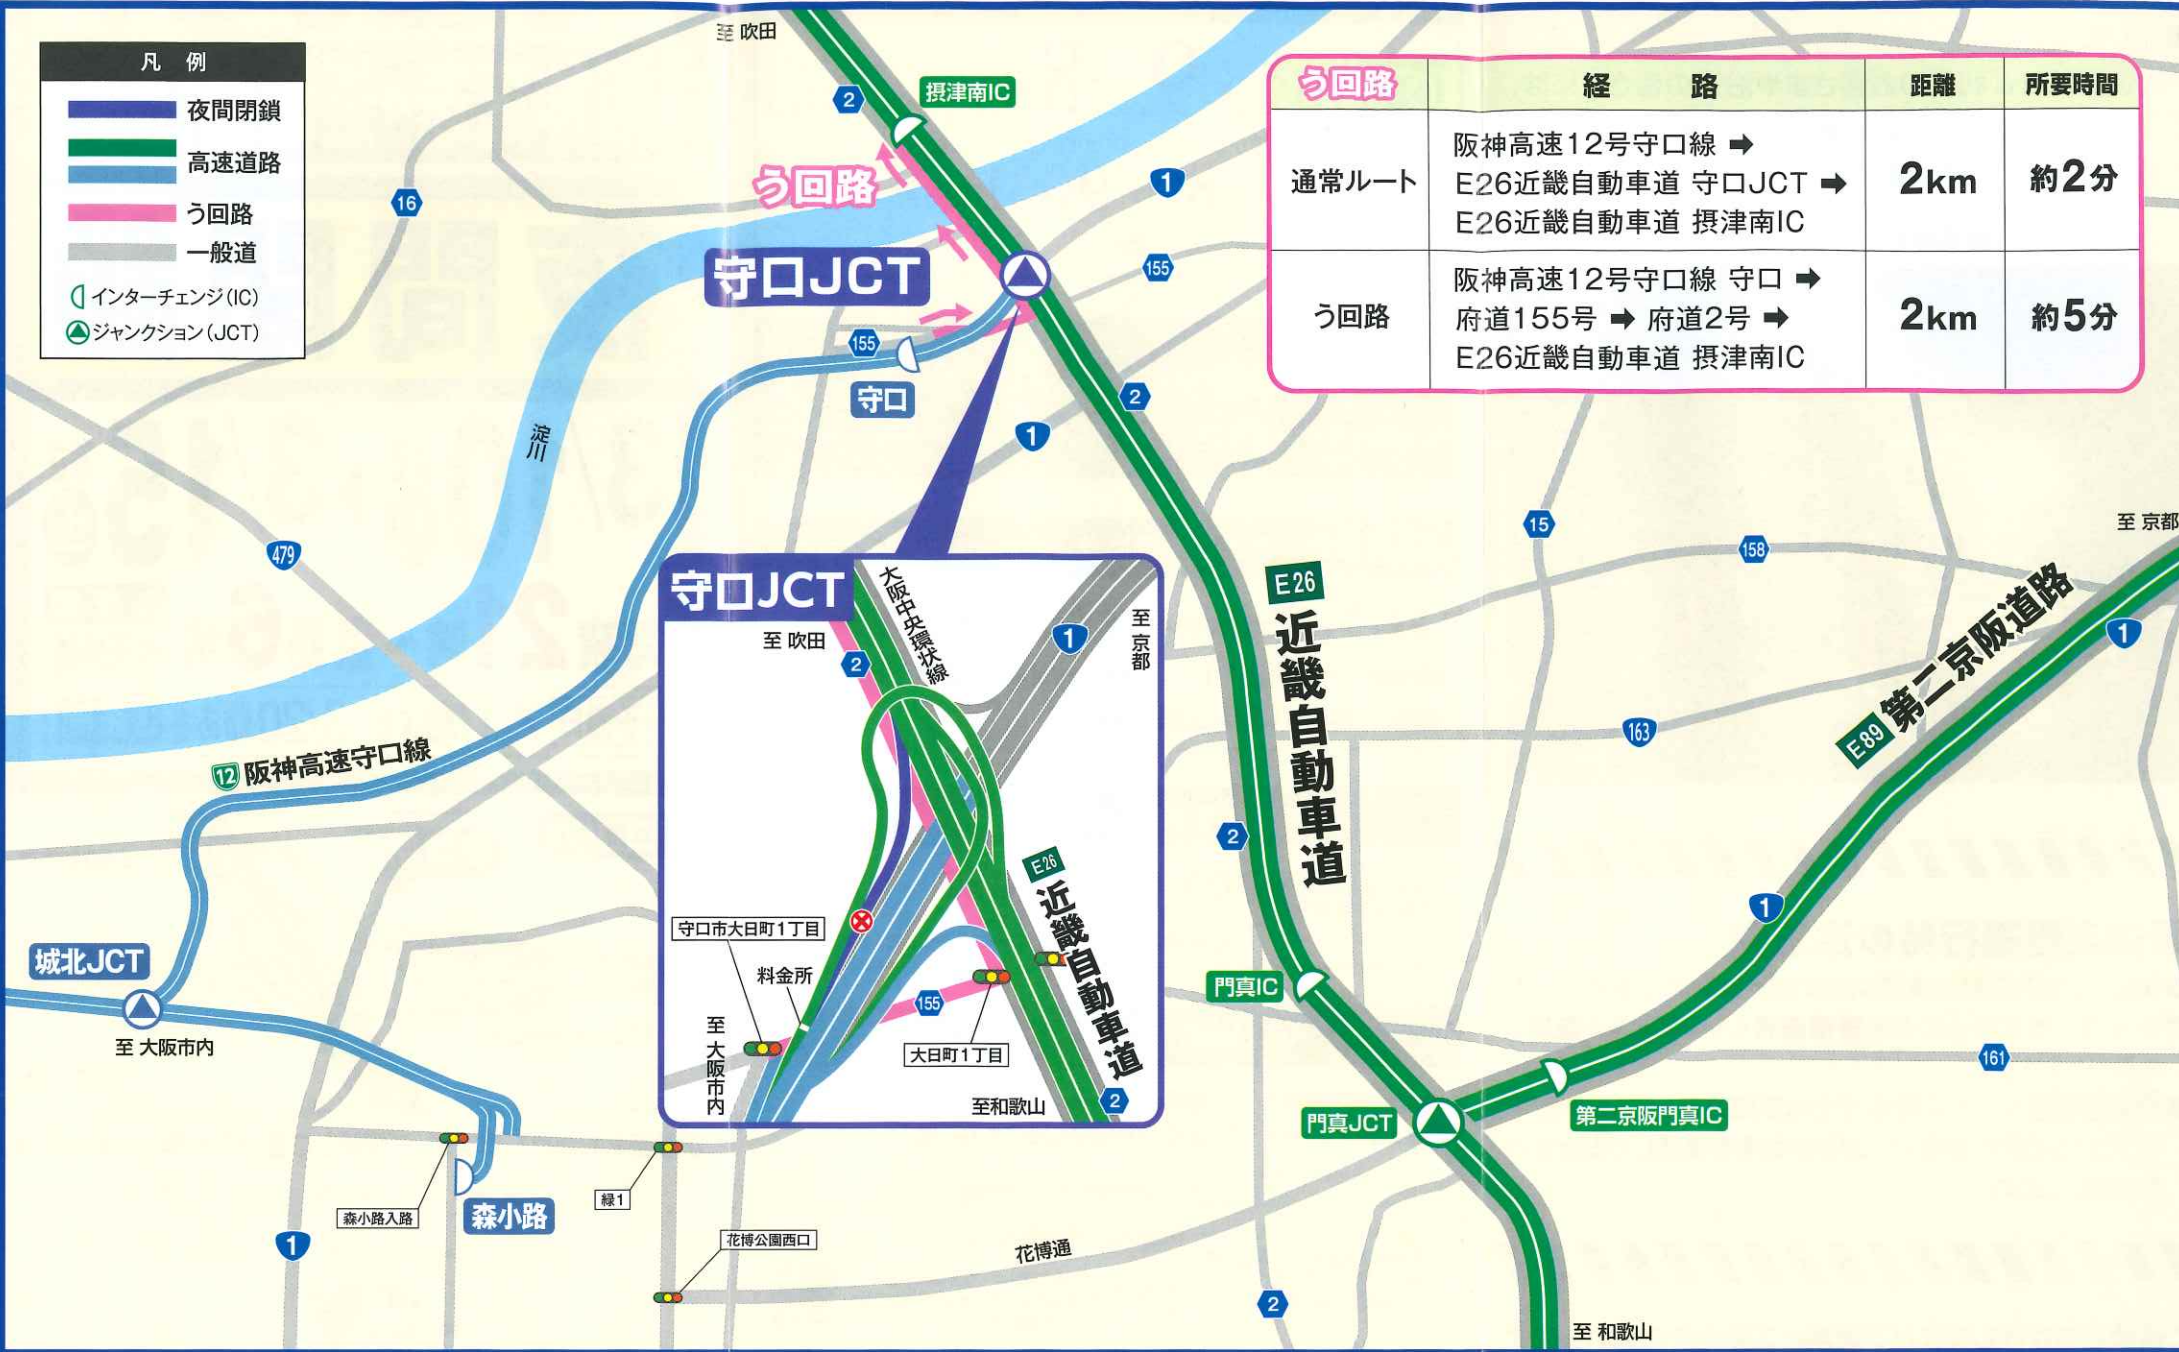 凡 例
夜間閉鎖
高速道路
う回路
一般道
インターチェンジ(IC)
ジャンクション(JCT)
至 吹田
2
摂津南IC
う回路
1
16
守口JCT
155
155
守口
2
1
淀川
479
う回路 経 路 距離 所要時間
通常ルート
阪神高速12号守口線 ➡
E26近畿自動車道 守口JCT ➡
E26近畿自動車道 摂津南IC
2km
約2分
う回路
阪神高速12号守口線 守口 ➡
府道155号 ➡ 府道2号 ➡
E26近畿自動車道 摂津南IC
2km
約5分
15
158
至 京都
E26
近畿自動車道
1
E89 第二京阪道路
163
2
1
12 阪神高速守口線
城北JCT
至 大阪市内
守口JCT
至 吹田
2
大阪中央環状線
1
至 京都
E26
近畿自動車道
守口市大日町1丁目
料金所
155
大日町1丁目
至 大阪市内
至和歌山
2
門真IC
門真JCT
第二京阪門真IC
161
森小路入路
森小路
緑1
花博公園西口
花博通
1
2
至 和歌山